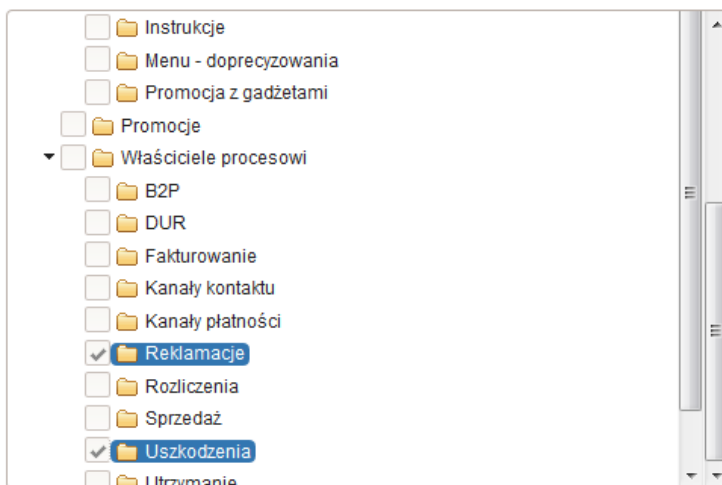 Instrukcje
Menu - doprecyzowania
Promocja z gadżetami
Promocje
Właściciele procesowi
B2P
DUR
Fakturowanie
Kanały kontaktu
Kanały płatności
Reklamacje
Rozliczenia
Sprzedaż
Uszkodzenia
Utrzymanie